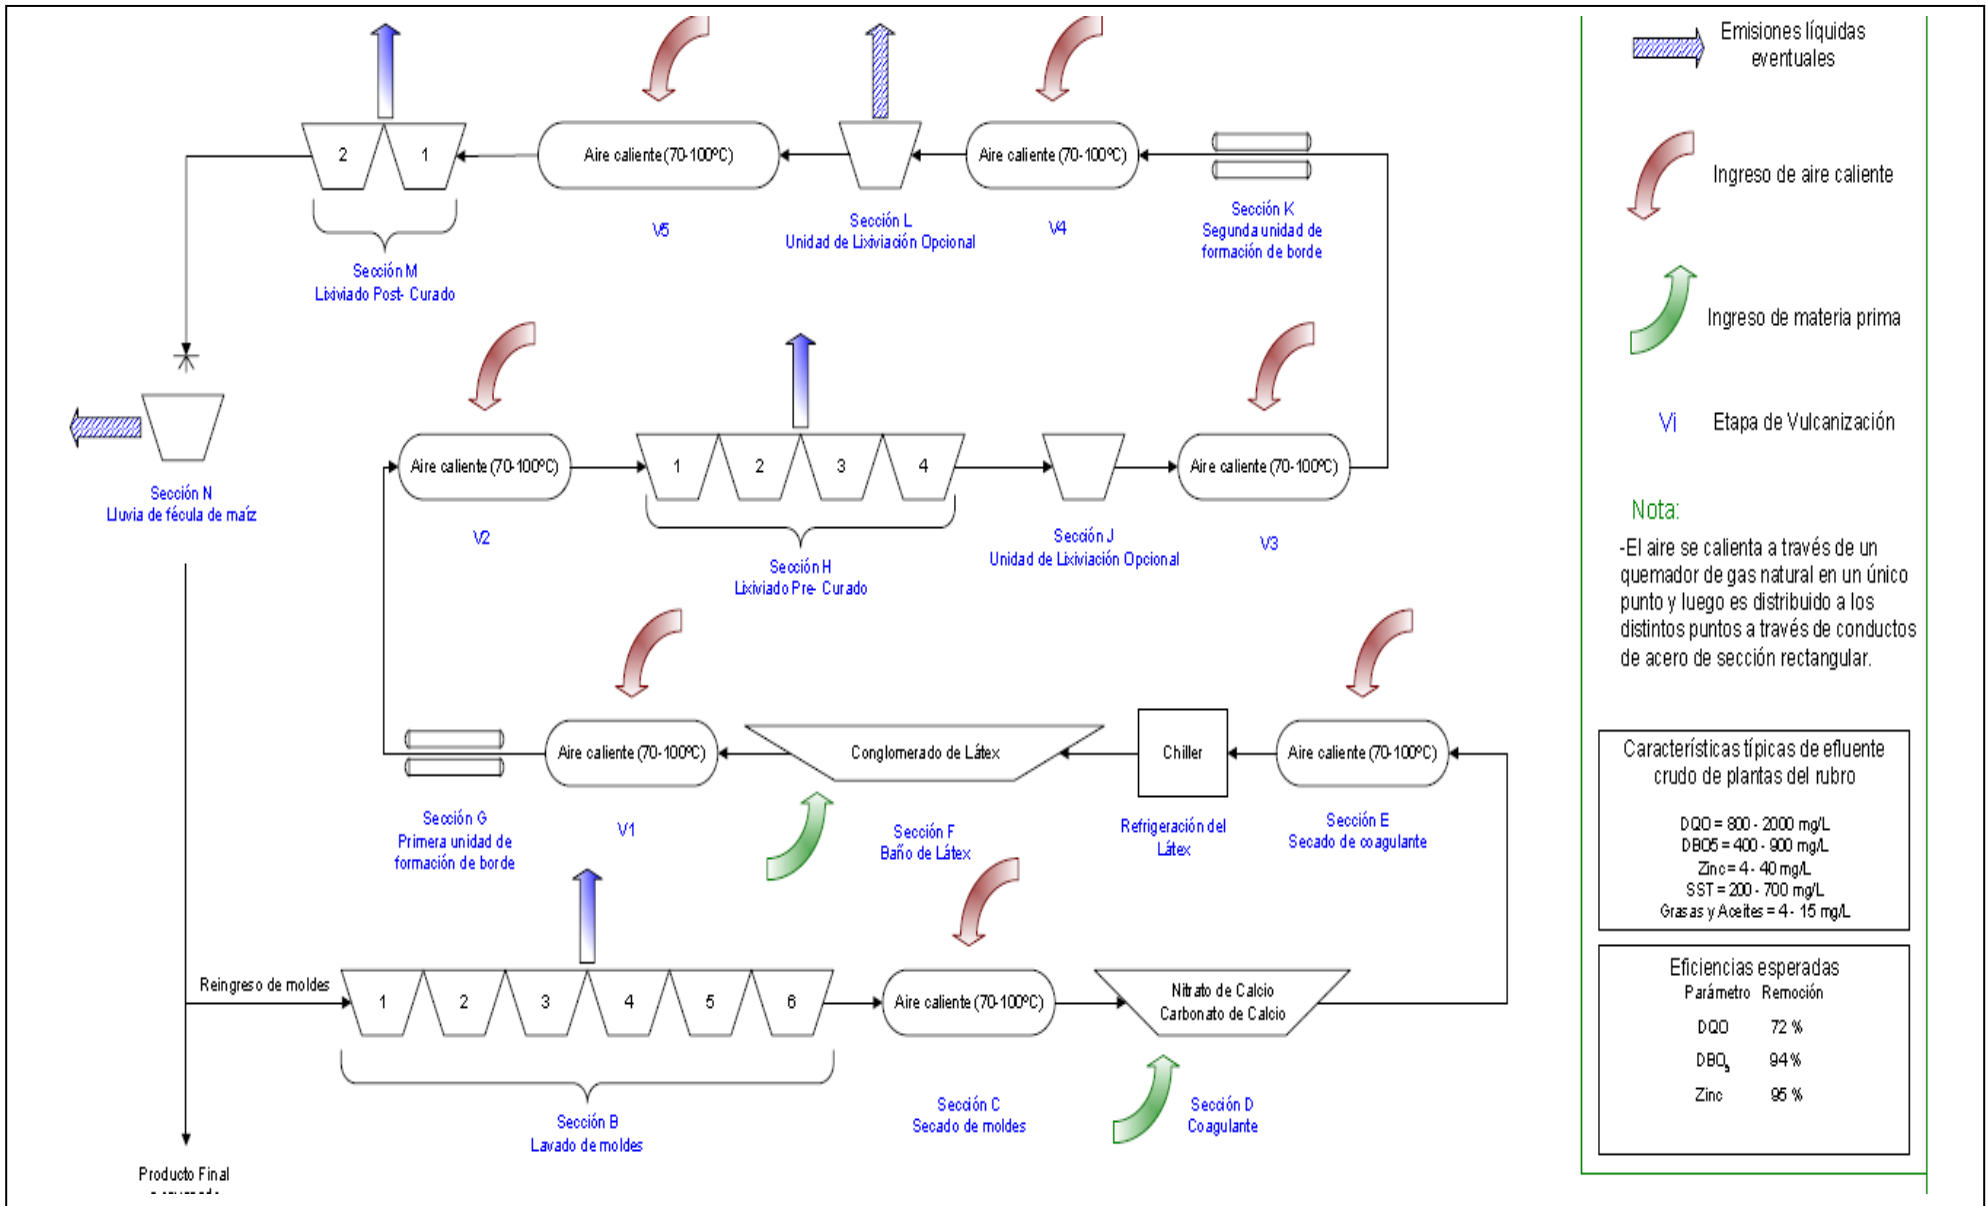 Emisiones líquidas
eventuales
Ingreso de aire caliente
Ingreso de materia prima
Vi
Etapa de Vulcanización
Nota:
-El aire se calienta a través de un
quemador de gas natural en un único
punto y luego es distribuido a los
distintos puntos a través de conductos
de acero de sección rectangular.
Características típicas de efluente
crudo de plantas del rubro
DQO = 800 - 2000 mg/L
DBO5 = 400 - 900 mg/L
Zinc = 4 - 40 mg/L
SST = 200 - 700 mg/L
Grasas y Aceites = 4 - 15 mg/L
Eficiencias esperadas
Parámetro Remoción
DQO 72 %
DBO5 94 %
Zinc 95 %
2
1
Aire caliente (70-100ºC)
Aire caliente (70-100ºC)
Sección M
Lixiviado Post- Curado
V5
Sección L
Unidad de Lixiviación Opcional
V4
Sección K
Segunda unidad de
formación de borde
Aire caliente (70-100ºC)
1
2
3
4
Aire caliente (70-100ºC)
Sección N
Lluvia de fécula de maíz
V2
Sección H
Lixiviado Pre- Curado
Sección J
Unidad de Lixiviación Opcional
V3
Aire caliente (70-100ºC)
Conglomerado de Látex
Chiller
Aire caliente (70-100ºC)
Sección G
Primera unidad de
formación de borde
V1
Sección F
Baño de Látex
Refrigeración del
Látex
Sección E
Secado de coagulante
Reingreso de moldes
1
2
3
4
5
6
Aire caliente (70-100ºC)
Nitrato de Calcio
Carbonato de Calcio
Sección B
Lavado de moldes
Sección C
Secado de moldes
Sección D
Coagulante
Producto Final